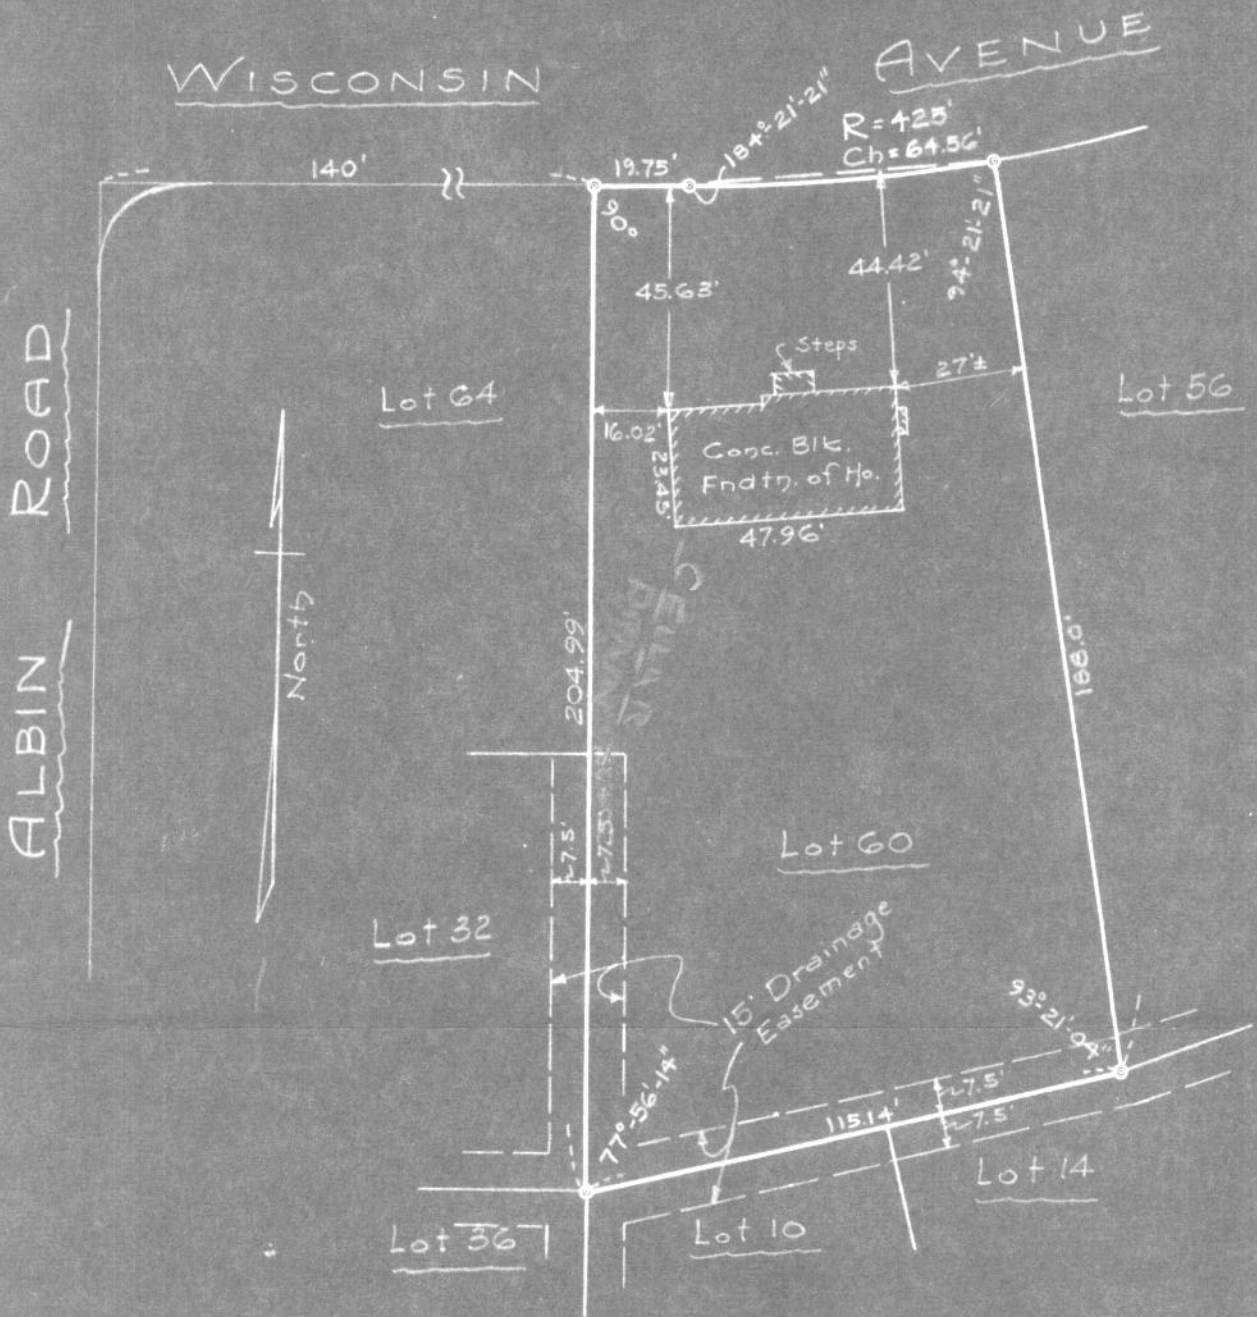 WISCONSIN
AVENUE
140'
19.75'
184°-21'-21"
R = 425'
Ch = 64.56'
90°
94°-21'-21"
45.63'
44.42'
Steps
27'±
Lot 64
Lot 56
16.02'
Conc. Blk.
Fndtn. of Ho.
23.45'
47.96'
ALBIN ROAD
North
204.99'
188.0'
~7.5'
~7.5'
Lot 60
Lot 32
15' Drainage
Easement
93°-21'-04"
77°-56'-14"
~7.5'
115.14'
~7.5'
Lot 14
Lot 36
Lot 10